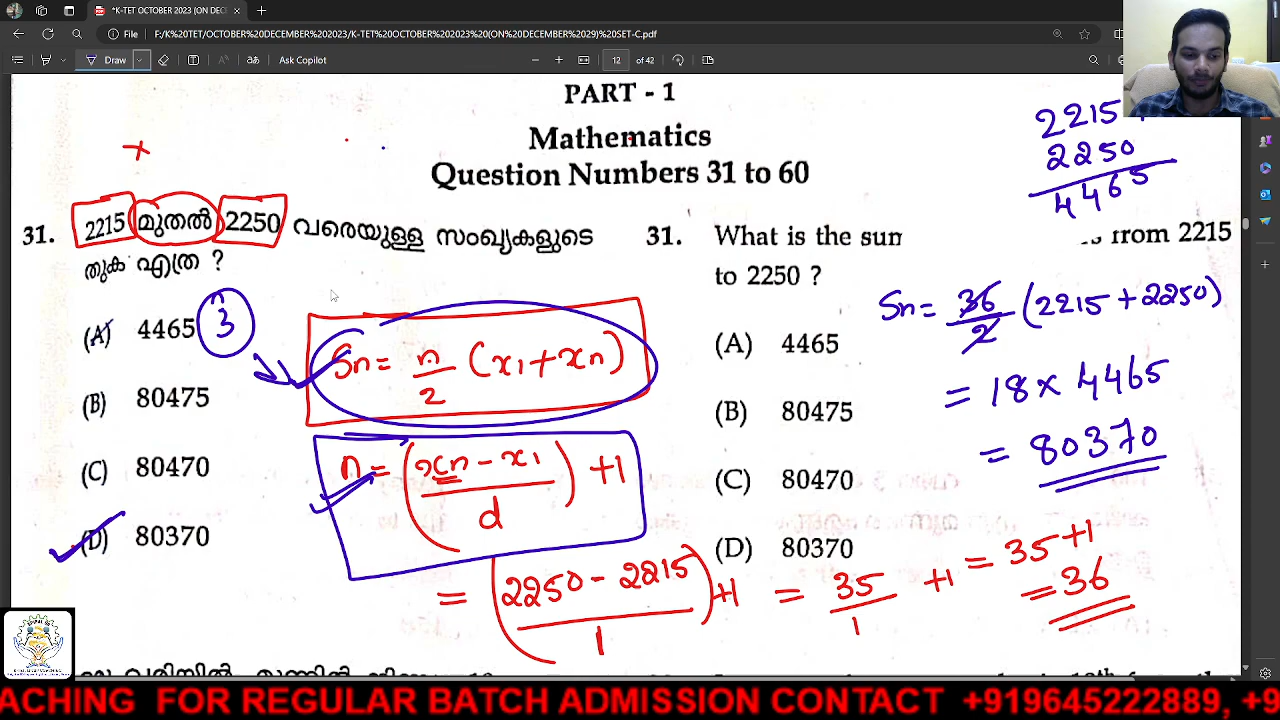 *K-TET OCTOBER 2023 (ON DEC
File F:/K%20TET/OCTOBER%20DECEMBER%202023/K-TET%20OCTOBER%202023%20(ON%20DECEMBER%2029)%20SET-C.pdf
Draw Ask Copilot 12 of 42
PART - 1
Mathematics
Question Numbers 31 to 60
2215
2250
4465
31. 2215 മുതൽ 2250 വരെയുള്ള സംഖ്യകളുടെ
തുക എത്ര ?
(A) 4465
(B) 80475
(C) 80470
(D) 80370
3
Sn = n/2 (x1 + xn)
n = (xn - x1 / d) + 1
= (2250 - 2215 / 1) + 1 = 35/1 + 1 = 35 + 1
= 36
31. What is the sum from 2215
to 2250 ?
(A) 4465
(B) 80475
(C) 80470
(D) 80370
Sn = 36/2 (2215 + 2250)
= 18 × 4465
= 80370
ACHING FOR REGULAR BATCH ADMISSION CONTACT +919645222889, +9